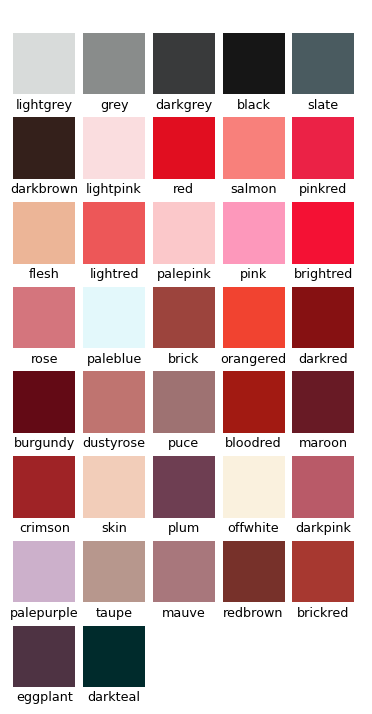 lightgrey grey darkgrey black slate
darkbrown lightpink red salmon pinkred
flesh lightred palepink pink brightred
rose paleblue brick orangered darkred
burgundy dustyrose puce bloodred maroon
crimson skin plum offwhite darkpink
palepurple taupe mauve redbrown brickred
eggplant darkteal